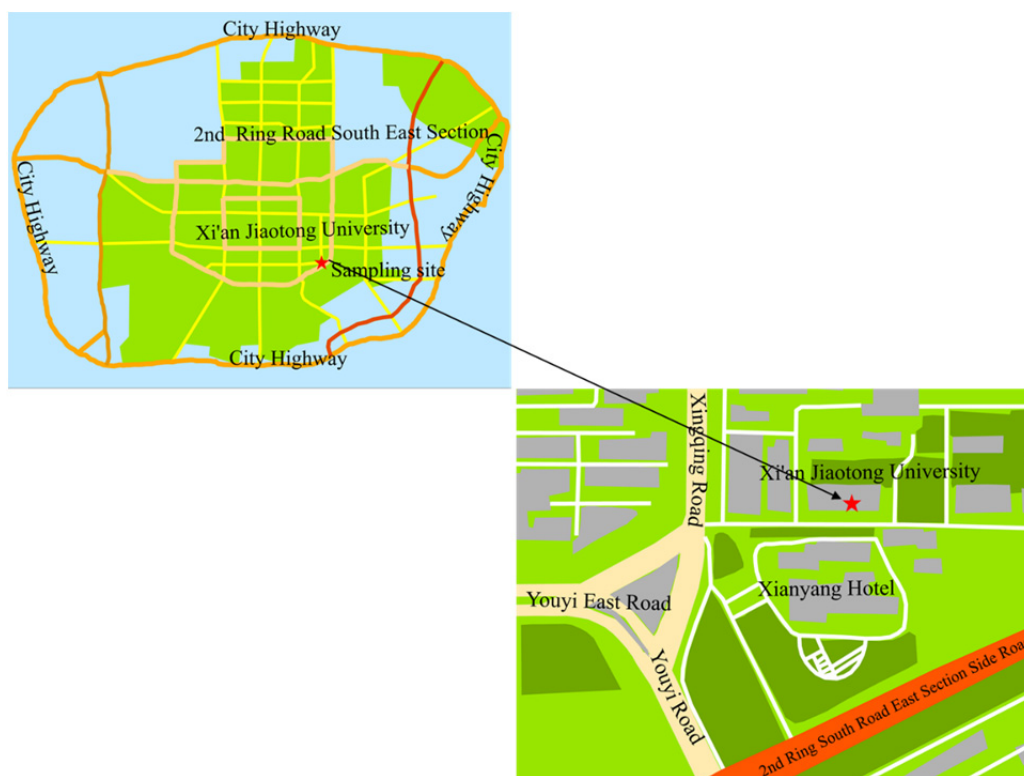 City Highway
2nd Ring Road South East Section
City Highway
City Highway
Xi'an Jiaotong University
Sampling site
City Highway
Xingqing Road
Xi'an Jiaotong University
Xianyang Hotel
Youyi East Road
Youyi Road
2nd Ring South Road East Section Side Roa